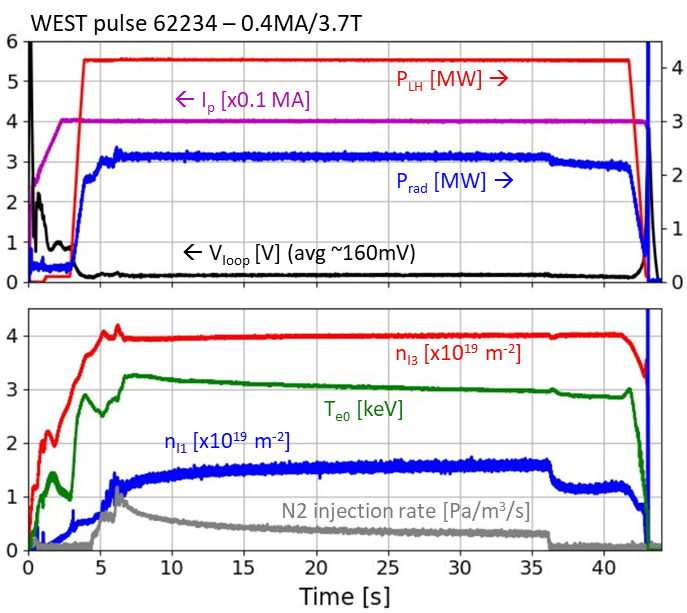 WEST pulse 62234 – 0.4MA/3.7T
6
5
4
3
2
1
0
4
3
2
1
0
P_LH [MW] →
← I_p [x0.1 MA]
P_rad [MW] →
← V_loop [V] (avg ~160mV)
4
3
2
1
0
n_l3 [x10^19 m^-2]
T_e0 [keV]
n_l1 [x10^19 m^-2]
N2 injection rate [Pa/m^3/s]
0 5 10 15 20 25 30 35 40
Time [s]